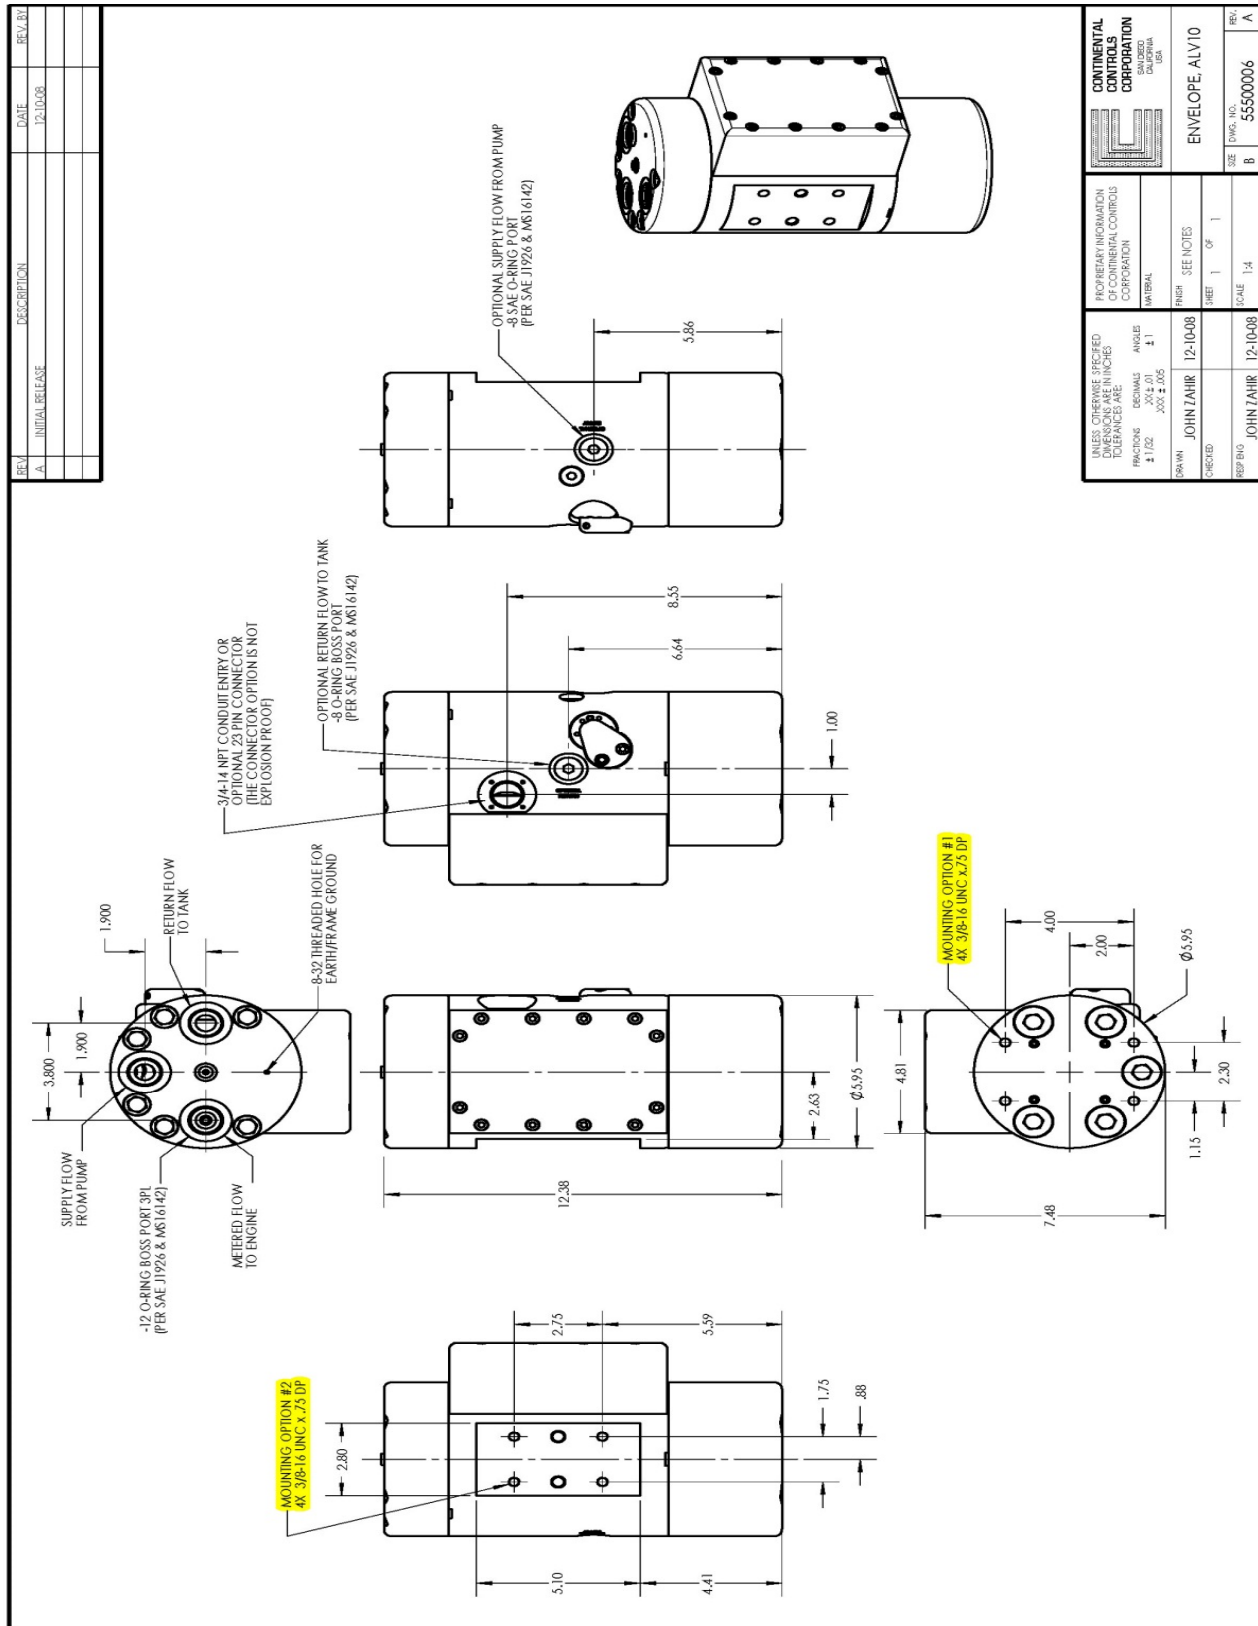 REV
DESCRIPTION
DATE
REV. BY
A
INITIAL RELEASE
12-10-08
OPTIONAL SUPPLY FLOW FROM PUMP
-8 SAE O-RING PORT
(PER SAE J1926 & MS16142)
5.86
3/4-14 NPT CONDUIT ENTRY OR
OPTIONAL 23 PIN CONNECTOR
(THE CONNECTOR OPTION IS NOT
EXPLOSION PROOF)
OPTIONAL RETURN FLOW TO TANK
-8 O-RING BOSS PORT
(PER SAE J1926 & MS16142)
8.55
6.64
1.00
SUPPLY FLOW
FROM PUMP
-12 O-RING BOSS PORT 3PL
(PER SAE J1926 & MS16142)
METERED FLOW
TO ENGINE
3.800
1.900
1.900
RETURN FLOW
TO TANK
8-32 THREADED HOLE FOR
EARTH/FRAME GROUND
12.38
2.63
Ø5.95
MOUNTING OPTION #1
4X 3/8-16 UNC x.75 DP
4.00
2.00
Ø5.95
4.81
7.48
1.15
2.30
MOUNTING OPTION #2
4X 3/8-16 UNC x .75 DP
2.80
2.75
5.59
5.10
4.41
1.75
.88
UNLESS OTHERWISE SPECIFIED
DIMENSIONS ARE IN INCHES
TOLERANCES ARE:
FRACTIONS DECIMALS ANGLES
± 1/32 .XX ± .01 ± 1
.XXX ± .005
DRAWN
JOHN ZAHIR
12-10-08
CHECKED
RESP ENG
JOHN ZAHIR
12-10-08
PROPRIETARY INFORMATION
OF CONTINENTAL CONTROLS
CORPORATION
MATERIAL
FINISH
SEE NOTES
SHEET 1 OF 1
SCALE 1:4
CONTINENTAL
CONTROLS
CORPORATION
SAN DIEGO
CALIFORNIA
USA
ENVELOPE, ALV10
SIZE
B
DWG. NO.
55500006
REV.
A